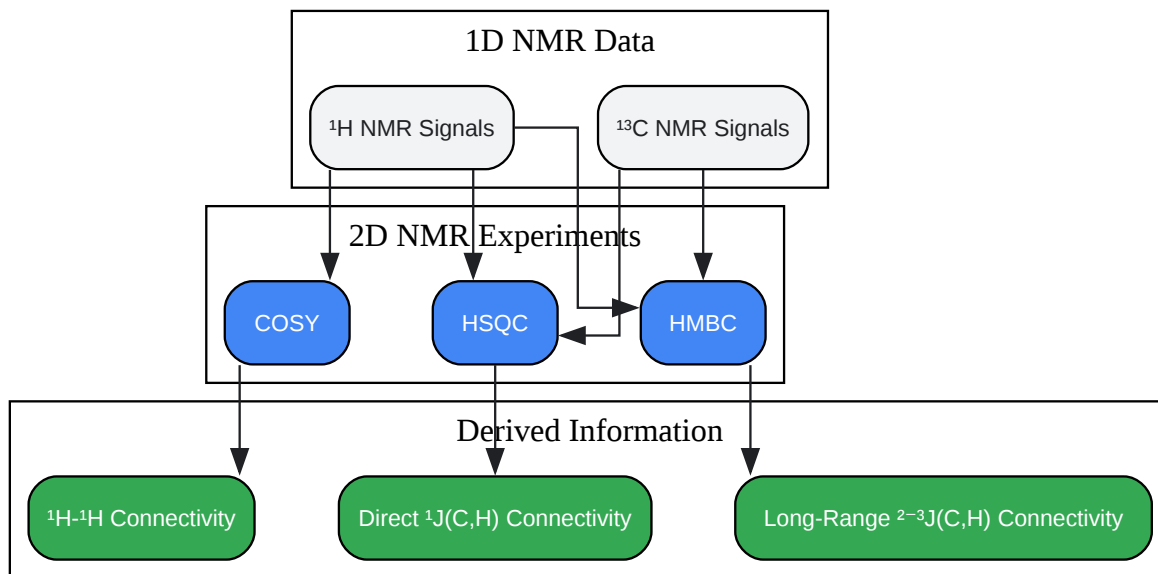 1D NMR Data
¹H NMR Signals
¹³C NMR Signals
2D NMR Experiments
COSY
HSQC
HMBC
Derived Information
¹H-¹H Connectivity
Direct ¹J(C,H) Connectivity
Long-Range ²⁻³J(C,H) Connectivity